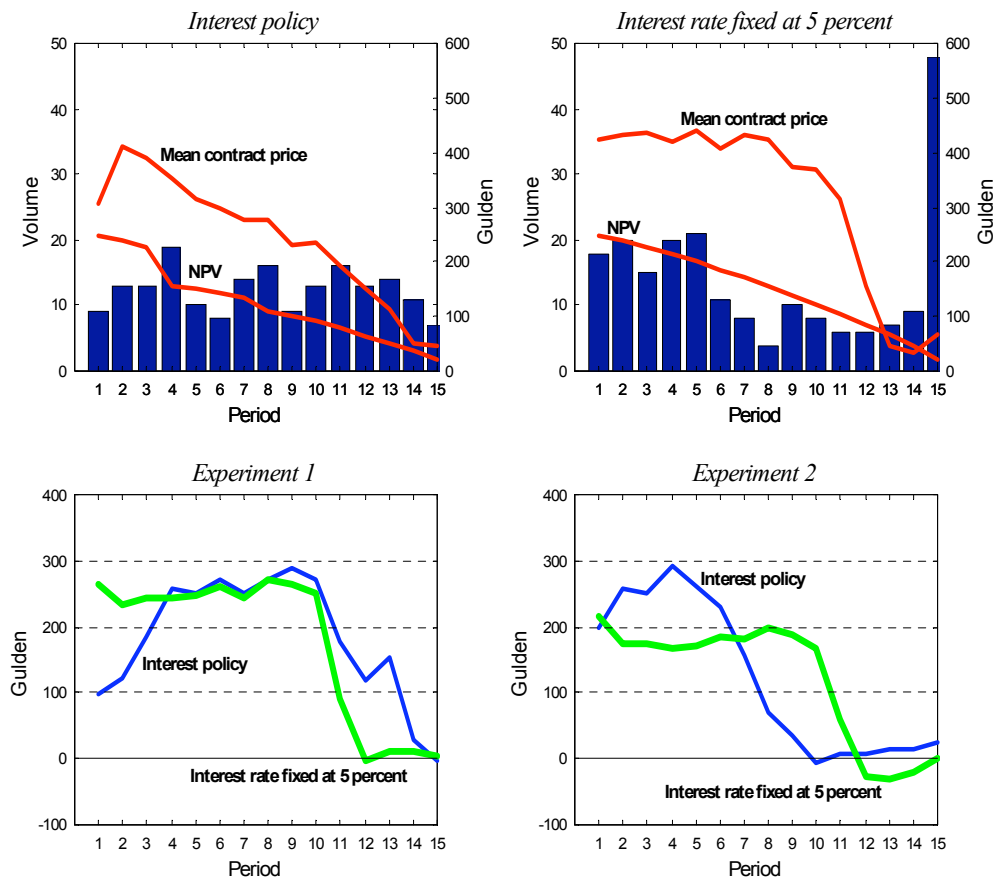 Interest policy
50
40
30
20
10
0
Volume
600
500
400
300
200
100
0
Gulden
Mean contract price
NPV
1 2 3 4 5 6 7 8 9 10 11 12 13 14 15
Period
Interest rate fixed at 5 percent
50
40
30
20
10
0
Volume
600
500
400
300
200
100
0
Gulden
Mean contract price
NPV
1 2 3 4 5 6 7 8 9 10 11 12 13 14 15
Period
Experiment 1
400
300
200
100
0
-100
Gulden
Interest policy
Interest rate fixed at 5 percent
1 2 3 4 5 6 7 8 9 10 11 12 13 14 15
Period
Experiment 2
400
300
200
100
0
-100
Gulden
Interest policy
Interest rate fixed at 5 percent
1 2 3 4 5 6 7 8 9 10 11 12 13 14 15
Period